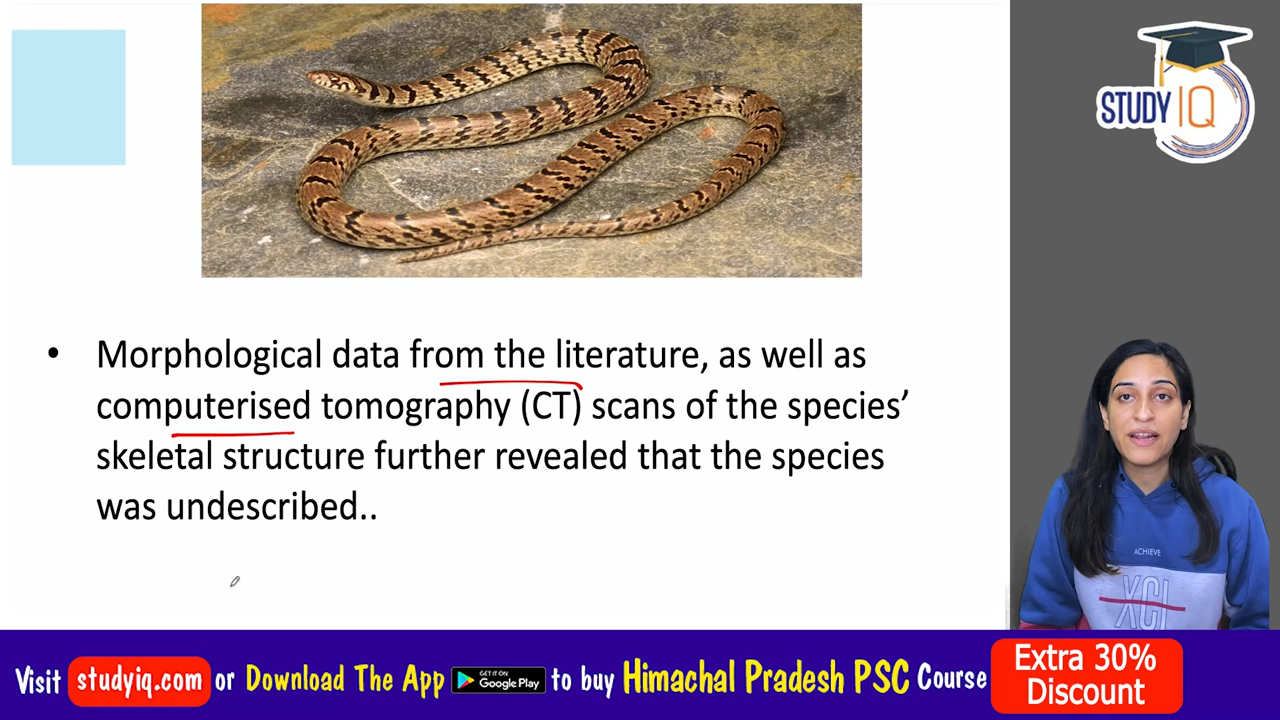 STUDY IQ
• Morphological data from the literature, as well as
computerised tomography (CT) scans of the species’
skeletal structure further revealed that the species
was undescribed..
ACHIEVE
XCI
Visit studyiq.com or Download The App GET IT ON Google Play to buy Himachal Pradesh PSC Course
Extra 30%
Discount